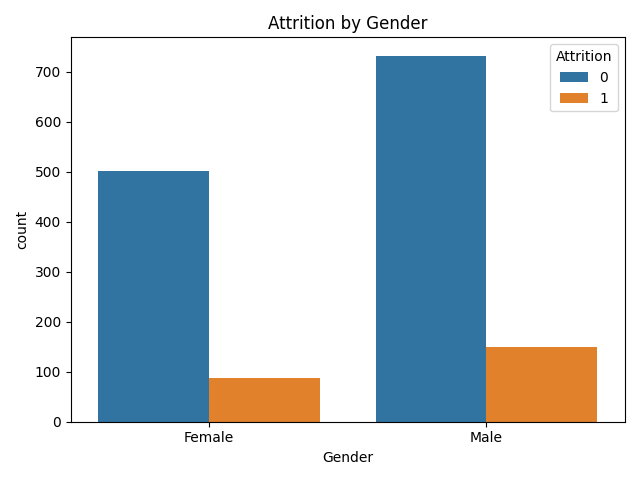 Attrition by Gender
Attrition
0
1
700
600
500
400
300
200
100
0
count
Female
Male
Gender